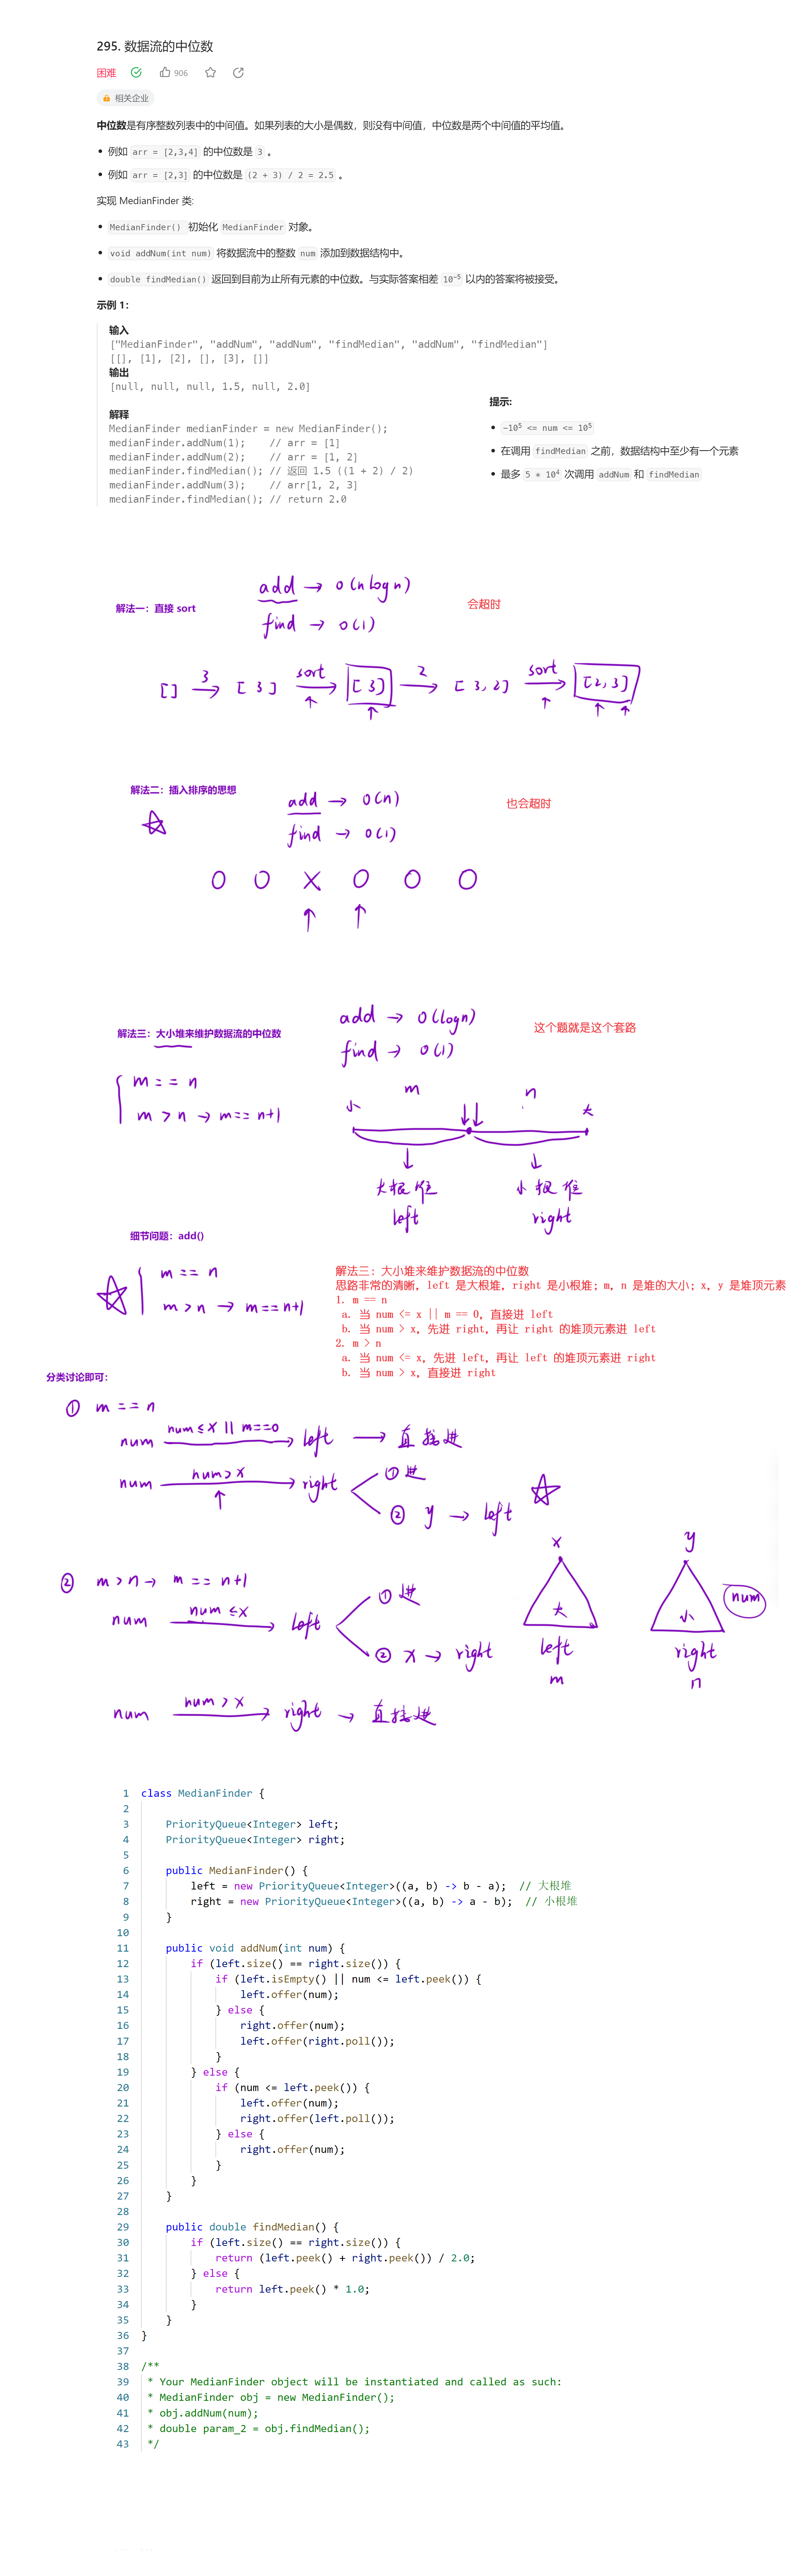 295. 数据流的中位数
困难 906
相关企业
中位数是有序整数列表中的中间值。如果列表的大小是偶数，则没有中间值，中位数是两个中间值的平均值。
• 例如 arr = [2,3,4] 的中位数是 3 。
• 例如 arr = [2,3] 的中位数是 (2 + 3) / 2 = 2.5 。
实现 MedianFinder 类:
• MedianFinder() 初始化 MedianFinder 对象。
• void addNum(int num) 将数据流中的整数 num 添加到数据结构中。
• double findMedian() 返回到目前为止所有元素的中位数。与实际答案相差 10⁻⁵ 以内的答案将被接受。
示例 1：
输入
["MedianFinder", "addNum", "addNum", "findMedian", "addNum", "findMedian"]
[[], [1], [2], [], [3], []]
输出
[null, null, null, 1.5, null, 2.0]
解释
MedianFinder medianFinder = new MedianFinder();
medianFinder.addNum(1);    // arr = [1]
medianFinder.addNum(2);    // arr = [1, 2]
medianFinder.findMedian(); // 返回 1.5 ((1 + 2) / 2)
medianFinder.addNum(3);    // arr[1, 2, 3]
medianFinder.findMedian(); // return 2.0
提示:
• -10⁵ <= num <= 10⁵
• 在调用 findMedian 之前，数据结构中至少有一个元素
• 最多 5 * 10⁴ 次调用 addNum 和 findMedian
解法一：直接 sort
add → O(nlogn)
find → O(1)
会超时
[] 3→ [3] sort→ [3] 2→ [3,2] sort→ [2,3]
解法二：插入排序的思想
add → O(n)
find → O(1)
也会超时
O O X O O O
解法三：大小堆来维护数据流的中位数
add → O(logn)
find → O(1)
这个题就是这个套路
m == n
m > n → m == n+1
m n
小 大
大根堆 小根堆
left right
细节问题：add()
m == n
m > n → m == n+1
解法三：大小堆来维护数据流的中位数
思路非常的清晰，left 是大根堆，right 是小根堆；m，n 是堆的大小；x，y 是堆顶元素
1. m == n
a. 当 num <= x || m == 0，直接进 left
b. 当 num > x，先进 right，再让 right 的堆顶元素进 left
2. m > n
a. 当 num <= x，先进 left，再让 left 的堆顶元素进 right
b. 当 num > x，直接进 right
分类讨论即可：
① m == n
num num≤x || m==0→ left → 直接进
num num>x→ right ①进
② y → left
② m > n → m == n+1
num num≤x→ left ①进
② x → right
num num>x→ right → 直接进
x y
大 小 num
left right
m n
1 class MedianFinder {
2
3     PriorityQueue<Integer> left;
4     PriorityQueue<Integer> right;
5
6     public MedianFinder() {
7         left = new PriorityQueue<Integer>((a, b) -> b - a);  // 大根堆
8         right = new PriorityQueue<Integer>((a, b) -> a - b);  // 小根堆
9     }
10
11     public void addNum(int num) {
12         if (left.size() == right.size()) {
13             if (left.isEmpty() || num <= left.peek()) {
14                 left.offer(num);
15             } else {
16                 right.offer(num);
17                 left.offer(right.poll());
18             }
19         } else {
20             if (num <= left.peek()) {
21                 left.offer(num);
22                 right.offer(left.poll());
23             } else {
24                 right.offer(num);
25             }
26         }
27     }
28
29     public double findMedian() {
30         if (left.size() == right.size()) {
31             return (left.peek() + right.peek()) / 2.0;
32         } else {
33             return left.peek() * 1.0;
34         }
35     }
36 }
37
38 /**
39  * Your MedianFinder object will be instantiated and called as such:
40  * MedianFinder obj = new MedianFinder();
41  * obj.addNum(num);
42  * double param_2 = obj.findMedian();
43  */